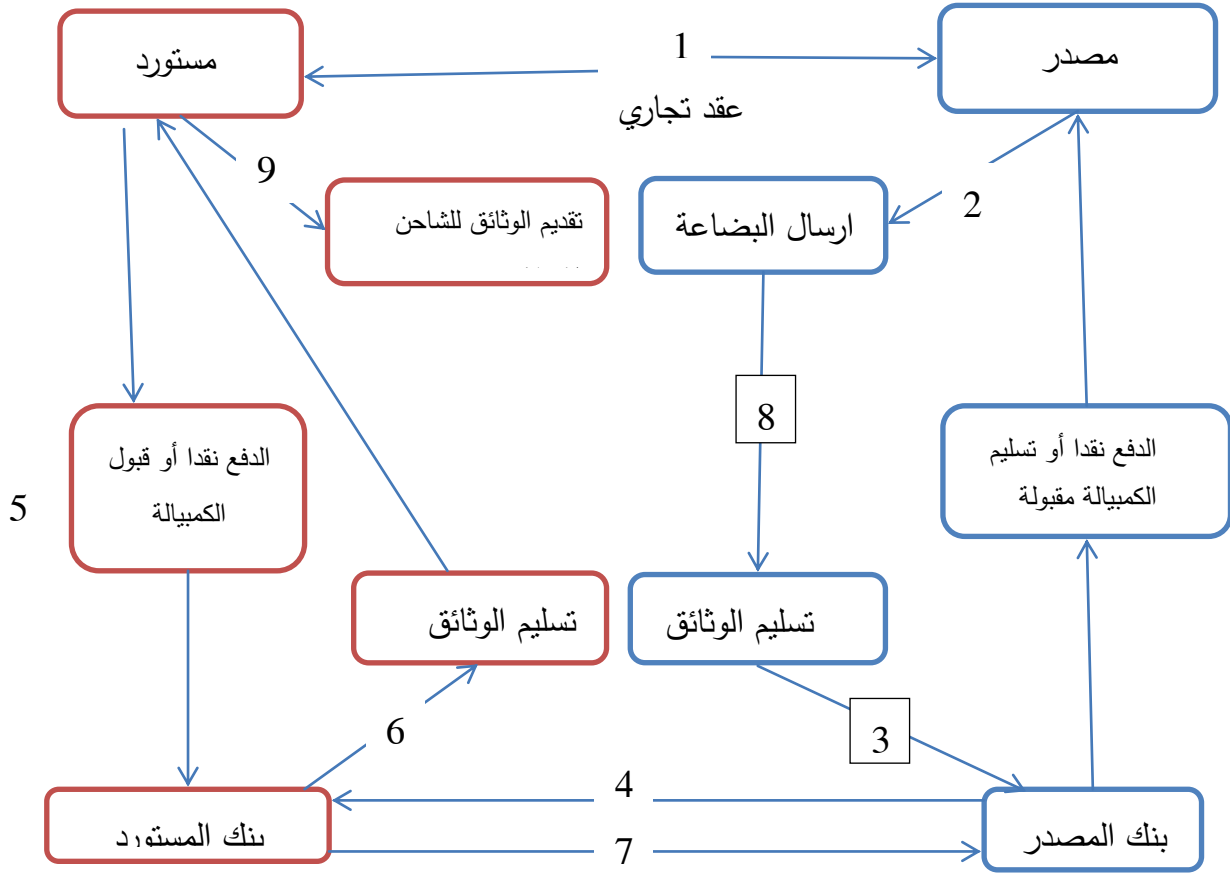 مصدر
1
مستورد
عقد تجاري
9
2
تقديم الوثائق للشاحن
ارسال البضاعة
8
الدفع نقدا أو تسليم
الكمبيالة مقبولة
الدفع نقدا أو قبول
الكمبيالة
5
تسليم الوثائق
تسليم الوثائق
3
6
4
بنك المصدر
بنك المستورد
7